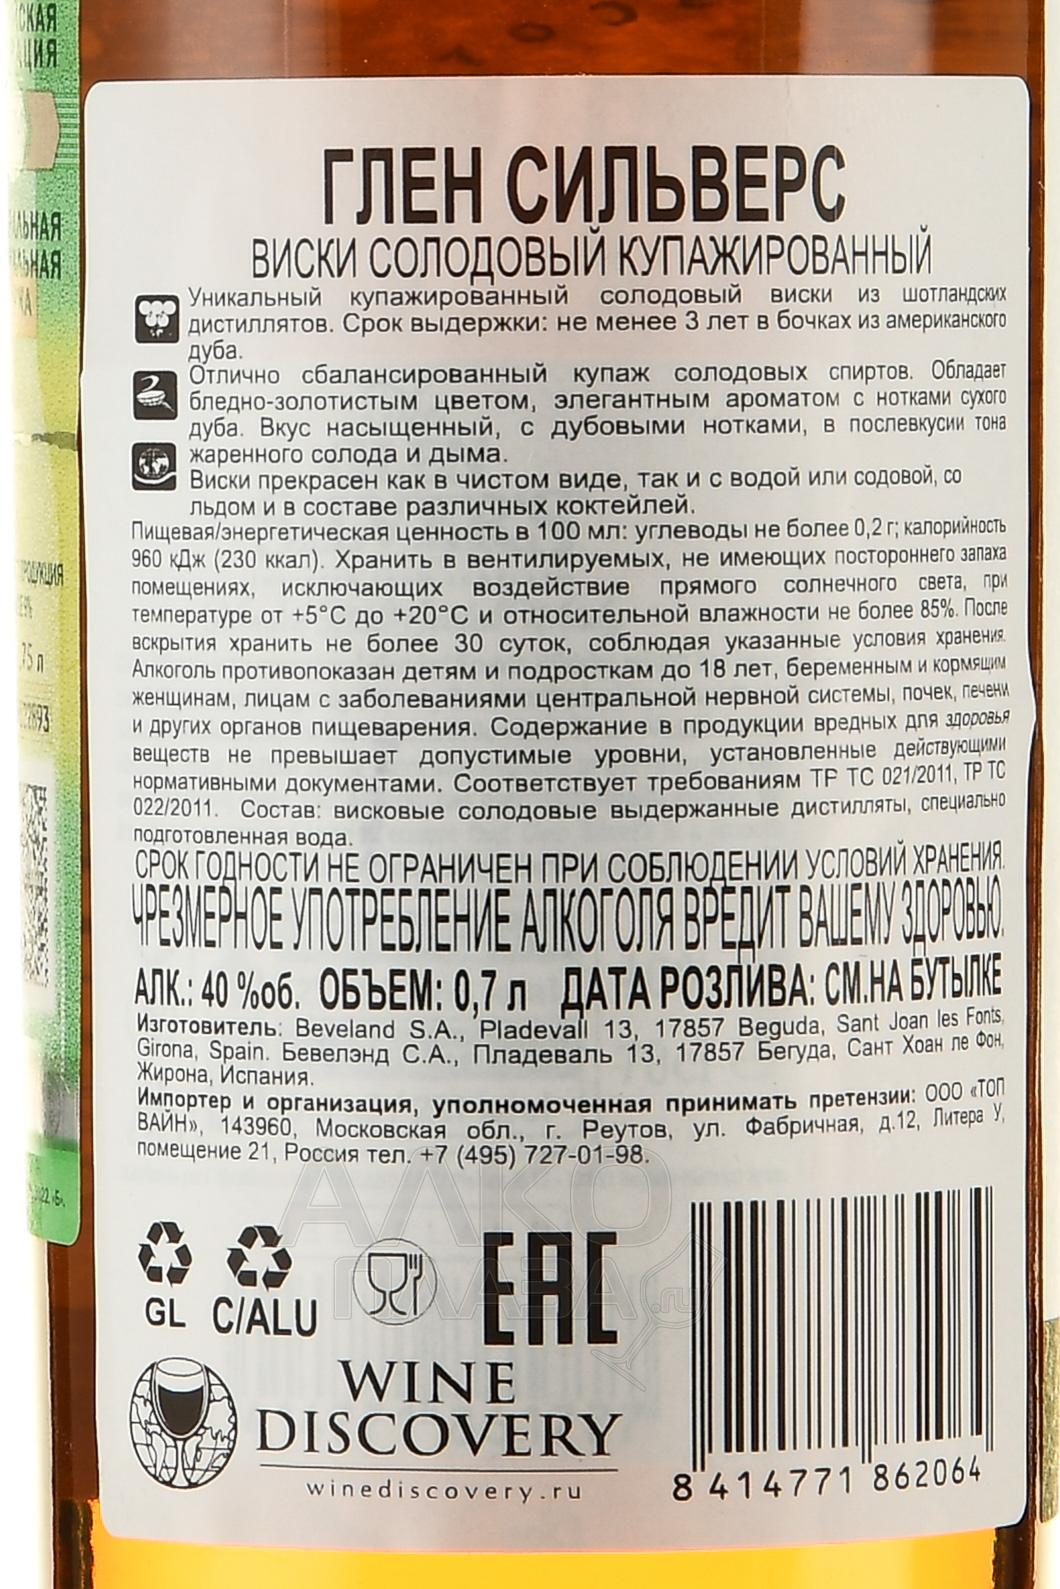 СКАЯ
АЦИЯ
АЛЬНАЯ
АЛЬНАЯ
КА
ПРОДУКЦИЯ
75 л
ГЛЕН СИЛЬВЕРС
ВИСКИ СОЛОДОВЫЙ КУПАЖИРОВАННЫЙ
Уникальный купажированный солодовый виски из шотландских
дистиллятов. Срок выдержки: не менее 3 лет в бочках из американского
дуба.
Отлично сбалансированный купаж солодовых спиртов. Обладает
бледно-золотистым цветом, элегантным ароматом с нотками сухого
дуба. Вкус насыщенный, с дубовыми нотками, в послевкусии тона
жаренного солода и дыма.
Виски прекрасен как в чистом виде, так и с водой или содовой, со
льдом и в составе различных коктейлей.
Пищевая/энергетическая ценность в 100 мл: углеводы не более 0,2 г; калорийность
960 кДж (230 ккал). Хранить в вентилируемых, не имеющих постороннего запаха
помещениях, исключающих воздействие прямого солнечного света, при
температуре от +5°С до +20°С и относительной влажности не более 85%. После
вскрытия хранить не более 30 суток, соблюдая указанные условия хранения.
Алкоголь противопоказан детям и подросткам до 18 лет, беременным и кормящим
женщинам, лицам с заболеваниями центральной нервной системы, почек, печени
и других органов пищеварения. Содержание в продукции вредных для здоровья
веществ не превышает допустимые уровни, установленные действующими
нормативными документами. Соответствует требованиям ТР ТС 021/2011, ТР ТС
022/2011. Состав: висковые солодовые выдержанные дистилляты, специально
подготовленная вода.
СРОК ГОДНОСТИ НЕ ОГРАНИЧЕН ПРИ СОБЛЮДЕНИИ УСЛОВИЙ ХРАНЕНИЯ.
ЧРЕЗМЕРНОЕ УПОТРЕБЛЕНИЕ АЛКОГОЛЯ ВРЕДИТ ВАШЕМУ ЗДОРОВЬЮ.
АЛК.: 40 %об. ОБЪЕМ: 0,7 л ДАТА РОЗЛИВА: СМ.НА БУТЫЛКЕ
Изготовитель: Beveland S.A., Pladevall 13, 17857 Beguda, Sant Joan les Fonts,
Girona, Spain. Бевелэнд С.А., Пладеваль 13, 17857 Бегуда, Сант Хоан ле Фон,
Жирона, Испания.
Импортер и организация, уполномоченная принимать претензии: ООО «ТОП
ВАЙН», 143960, Московская обл., г. Реутов, ул. Фабричная, д.12, Литера У,
помещение 21, Россия тел. +7 (495) 727-01-98.
АЛКО
ПЛАЗА.ru
GL C/ALU
EAC
WINE
DISCOVERY
winediscovery.ru
8 414771 862064